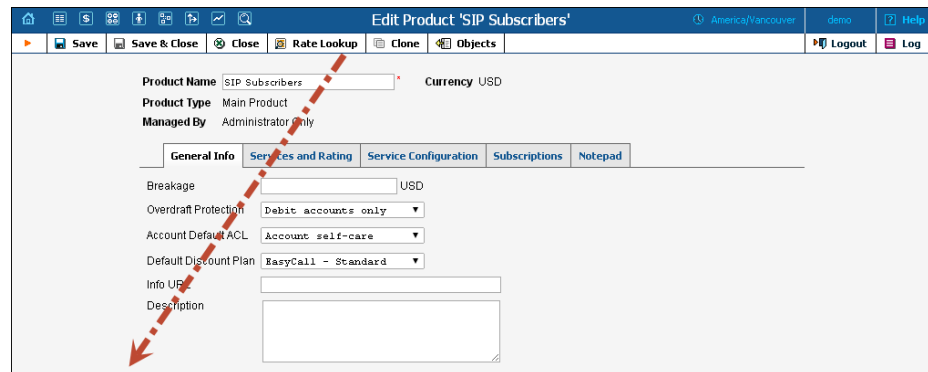 Edit Product 'SIP Subscribers' America/Vancouver demo ? Help
Save Save & Close Close Rate Lookup Clone Objects Logout Log
Product Name SIP Subscribers * Currency USD
Product Type Main Product
Managed By Administrator Only
General Info Services and Rating Service Configuration Subscriptions Notepad
Breakage USD
Overdraft Protection Debit accounts only
Account Default ACL Account self-care
Default Discount Plan EasyCall - Standard
Info URL
Description